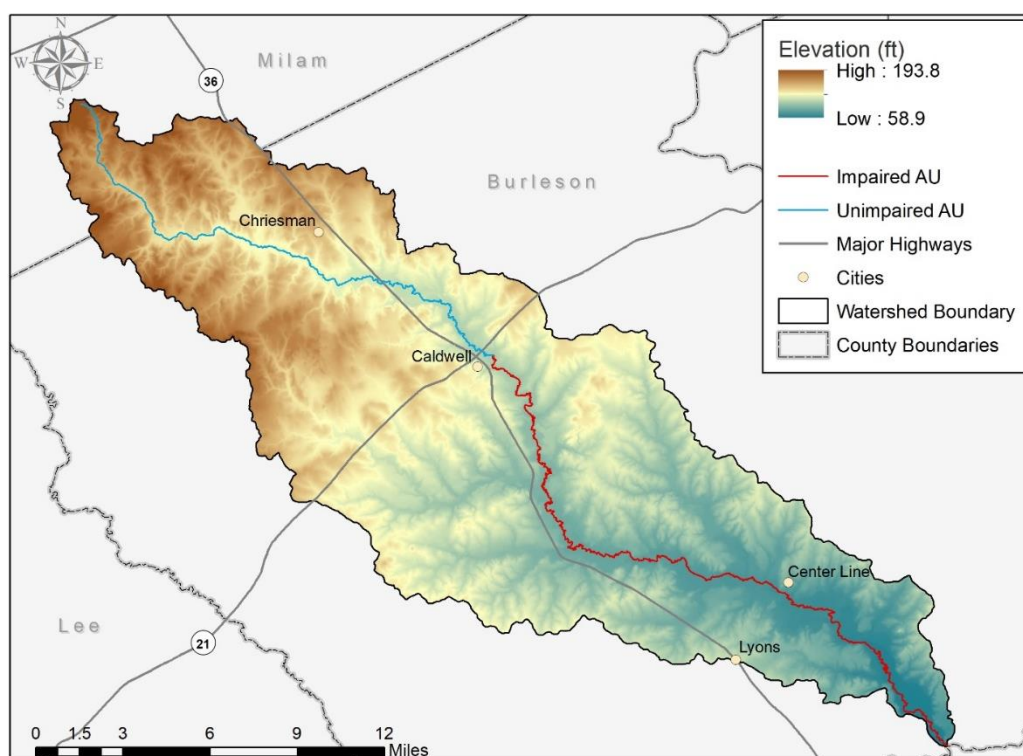 N
W E
S
36
Milam
Burleson
Chriesman
Caldwell
Center Line
Lyons
Lee
21
0 1.5 3 6 9 12
Miles
Elevation (ft)
High : 193.8
Low : 58.9
Impaired AU
Unimpaired AU
Major Highways
Cities
Watershed Boundary
County Boundaries